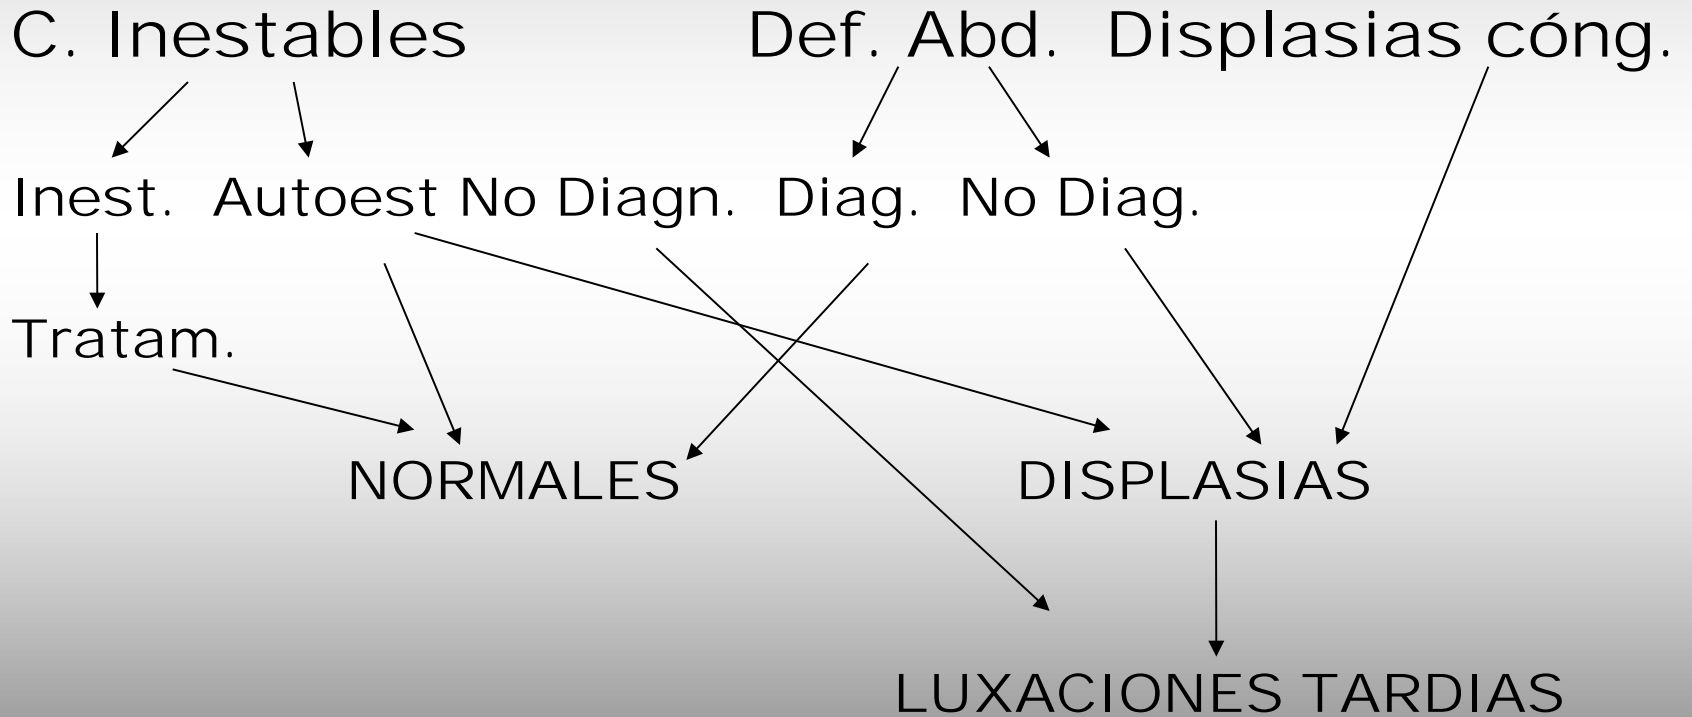 C. Inestables Def. Abd. Displasias cóng.
Inest. Autoest No Diagn. Diag. No Diag.
Tratam.
NORMALES DISPLASIAS
LUXACIONES TARDIAS